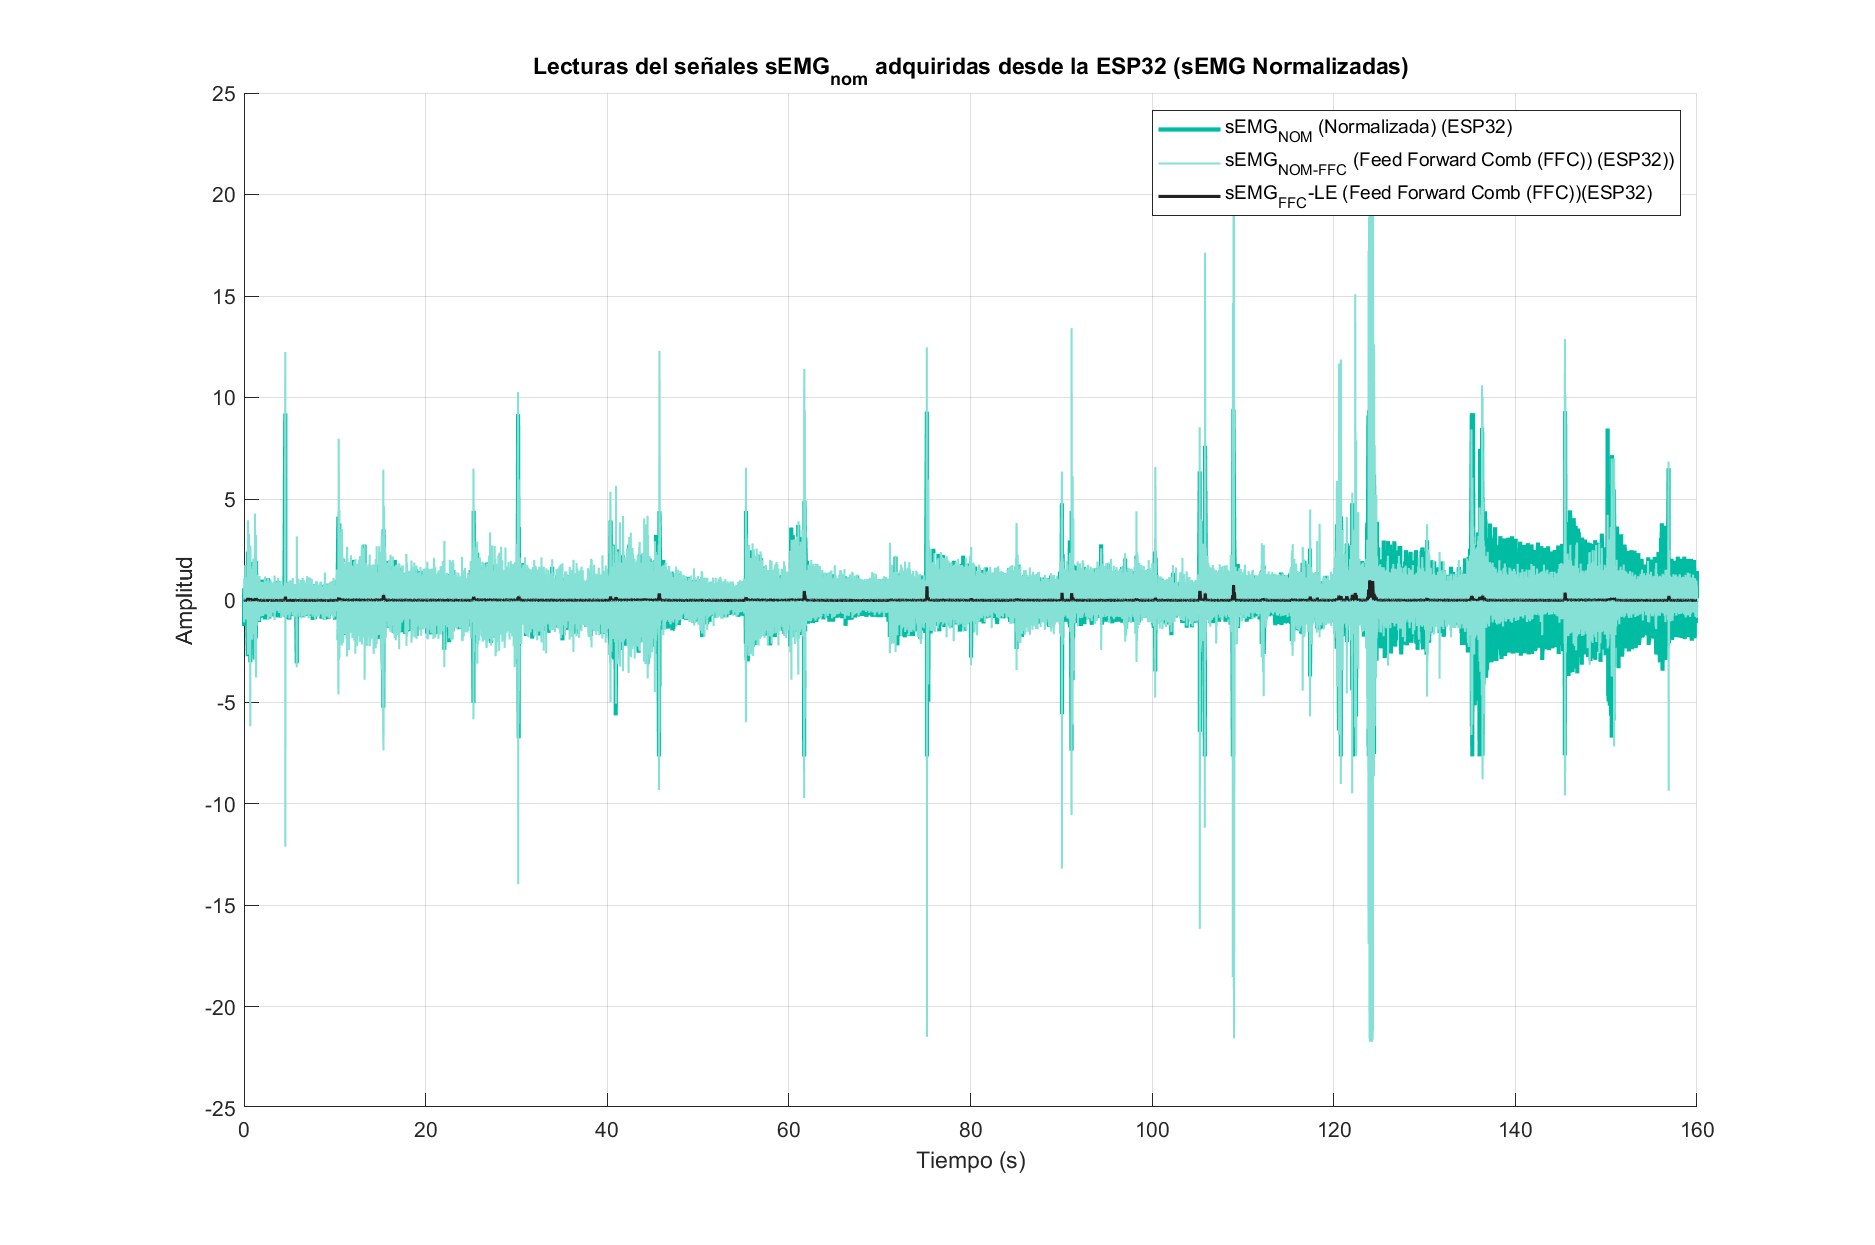 Lecturas del señales sEMGnom adquiridas desde la ESP32 (sEMG Normalizadas)
sEMGNOM (Normalizada) (ESP32)
sEMGNOM-FFC (Feed Forward Comb (FFC)) (ESP32))
sEMGFFC-LE (Feed Forward Comb (FFC))(ESP32)
Amplitud
25
20
15
10
5
0
-5
-10
-15
-20
-25
0 20 40 60 80 100 120 140 160
Tiempo (s)